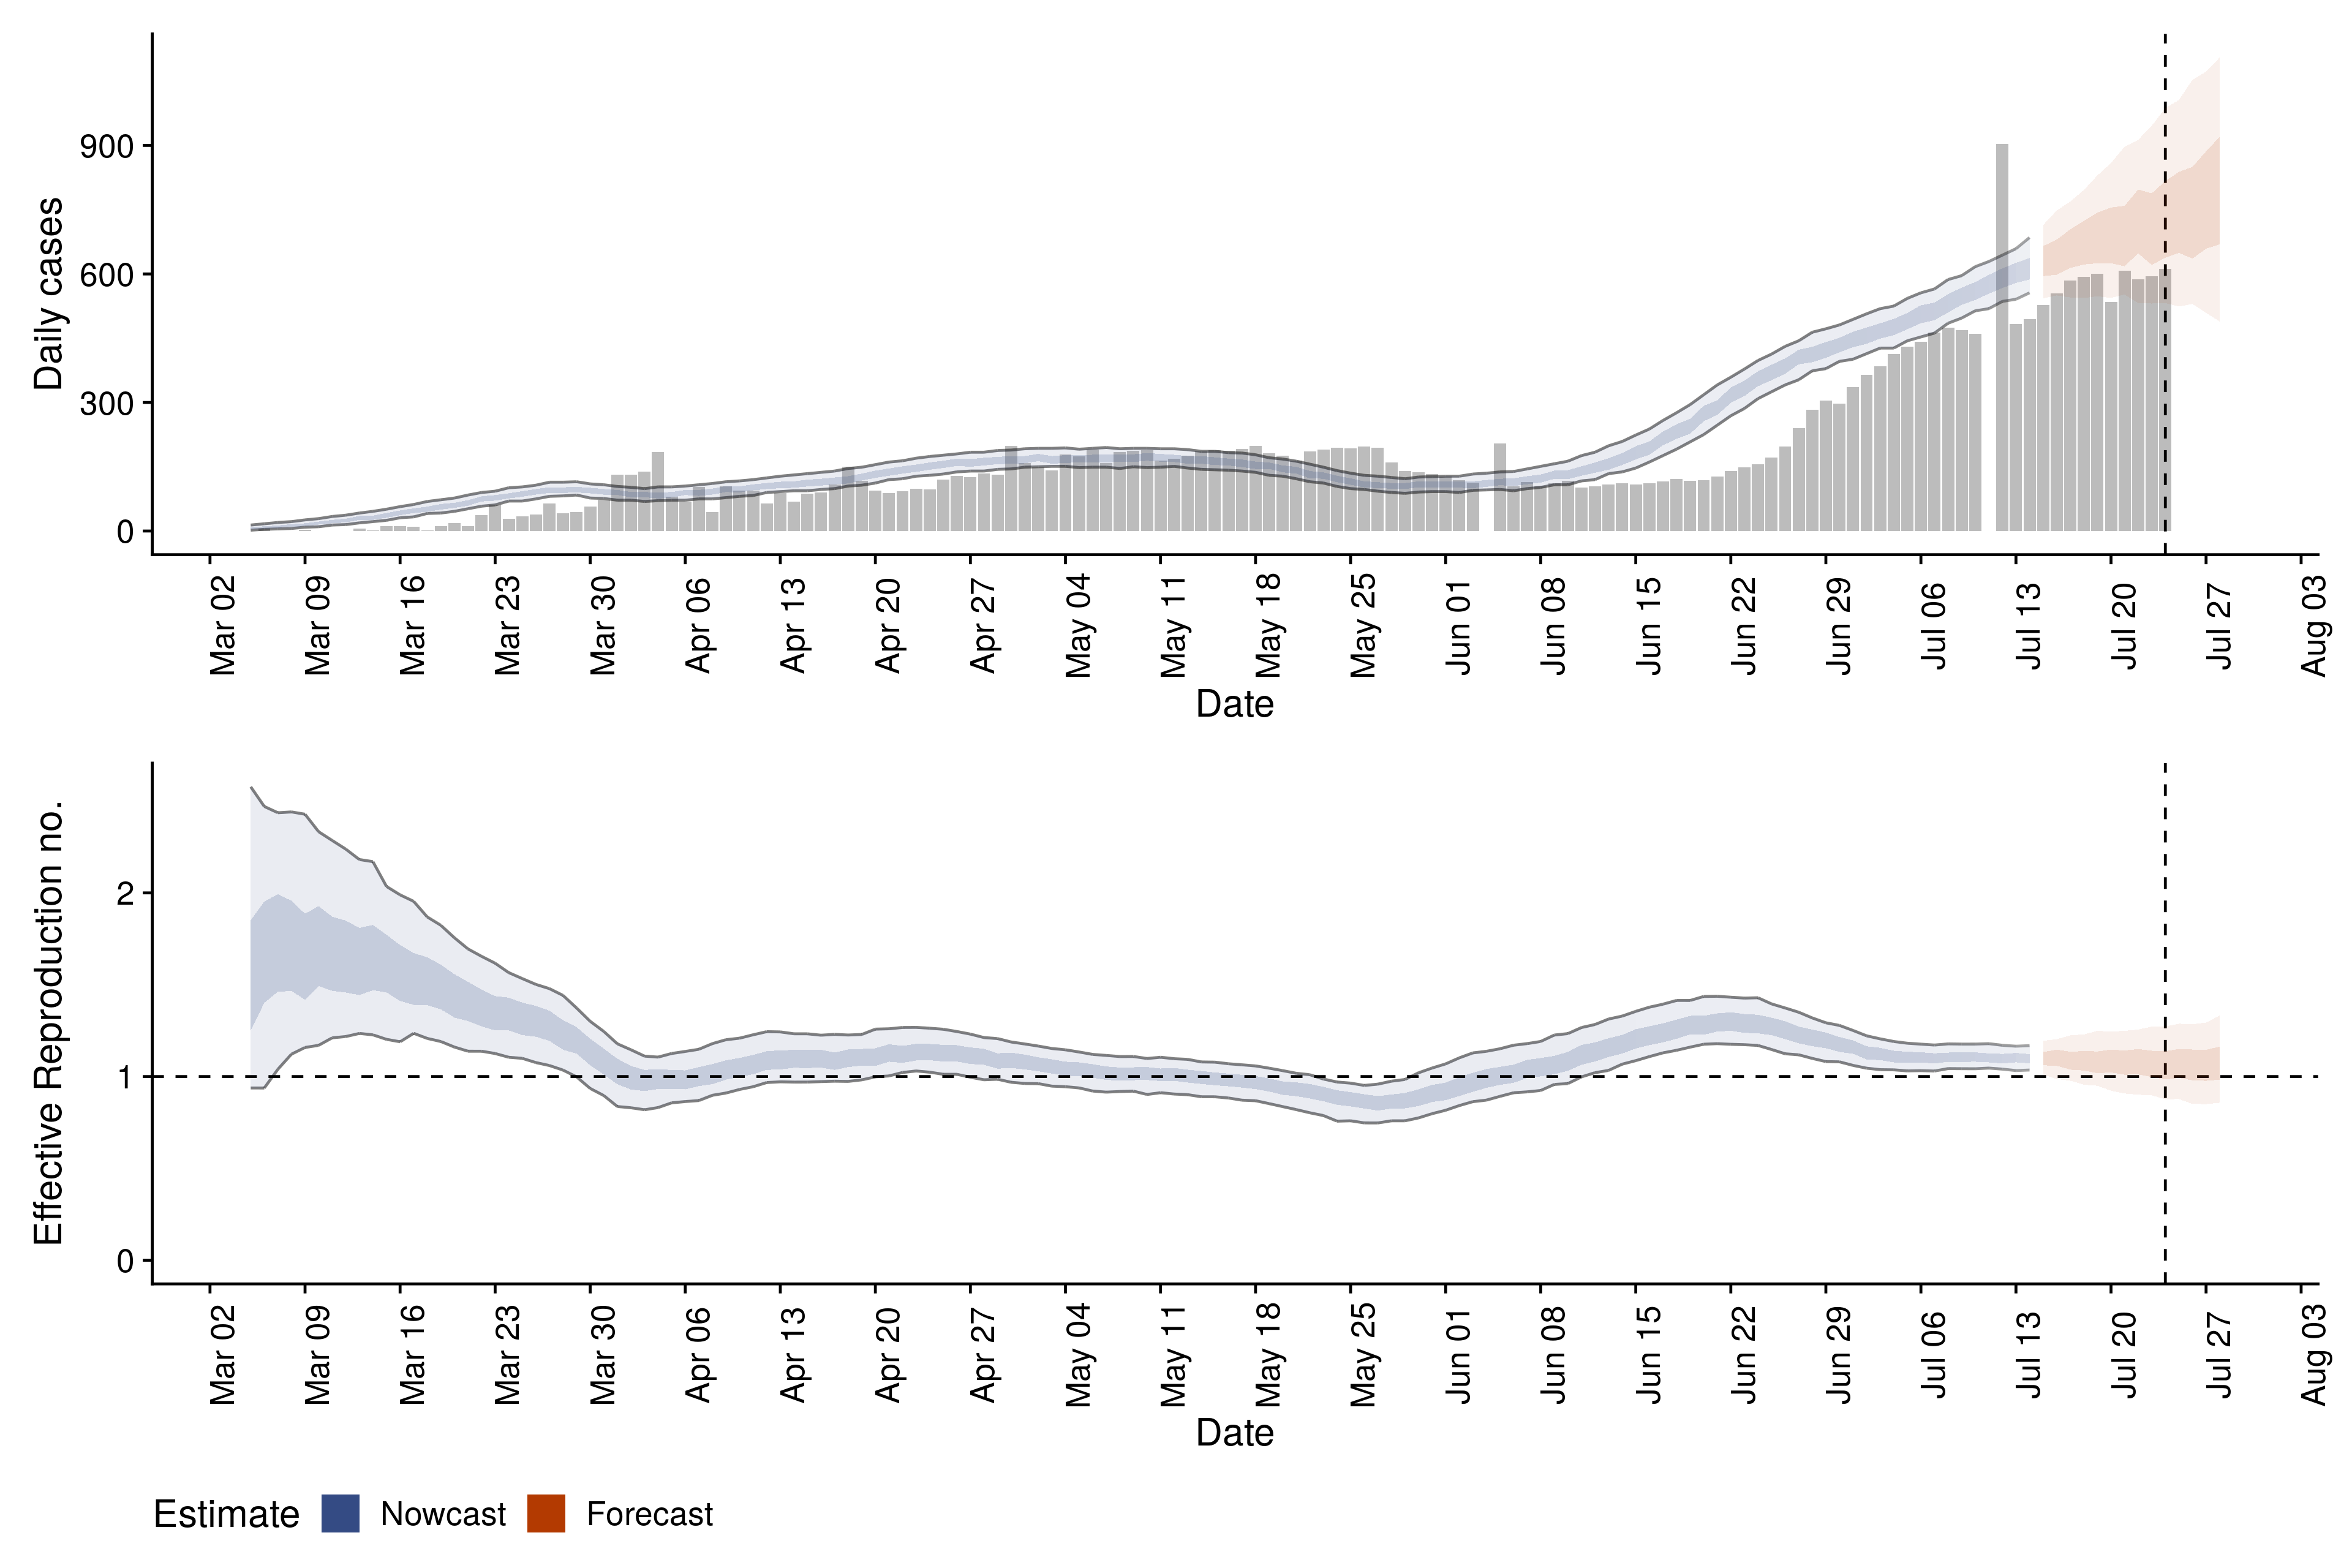 Daily cases
900
600
300
0
Mar 02
Mar 09
Mar 16
Mar 23
Mar 30
Apr 06
Apr 13
Apr 20
Apr 27
May 04
May 11
May 18
May 25
Jun 01
Jun 08
Jun 15
Jun 22
Jun 29
Jul 06
Jul 13
Jul 20
Jul 27
Aug 03
Date
Effective Reproduction no.
2
1
0
Mar 02
Mar 09
Mar 16
Mar 23
Mar 30
Apr 06
Apr 13
Apr 20
Apr 27
May 04
May 11
May 18
May 25
Jun 01
Jun 08
Jun 15
Jun 22
Jun 29
Jul 06
Jul 13
Jul 20
Jul 27
Aug 03
Date
Estimate Nowcast Forecast